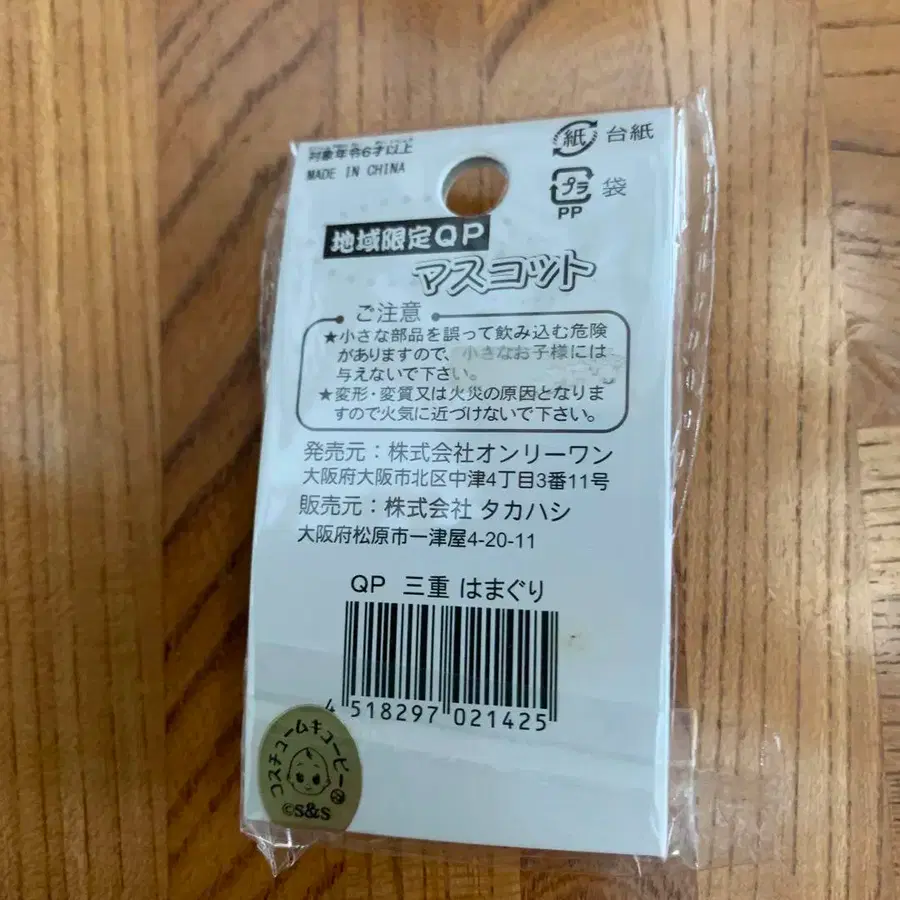 対象年令6才以上
MADE IN CHINA
紙 台紙
プラ 袋
PP
地域限定QP
マスコット
ご注意
★小さな部品を誤って飲み込む危険
がありますので、小さなお子様には
与えないで下さい。
★変形・変質又は火災の原因となりま
すので火気に近づけないで下さい。
発売元：株式会社オンリーワン
大阪府大阪市北区中津4丁目3番11号
販売元：株式会社 タカハシ
大阪府松原市一津屋4-20-11
QP 三重 はまぐり
4 518297 021425
コスチュームキューピー
©S&S